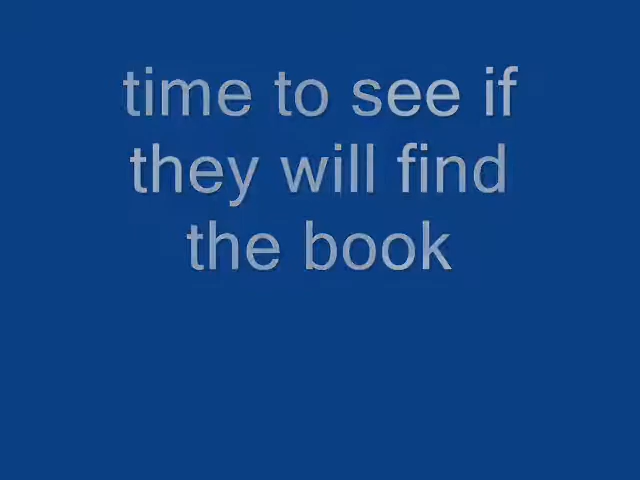 time to see if
they will find
the book